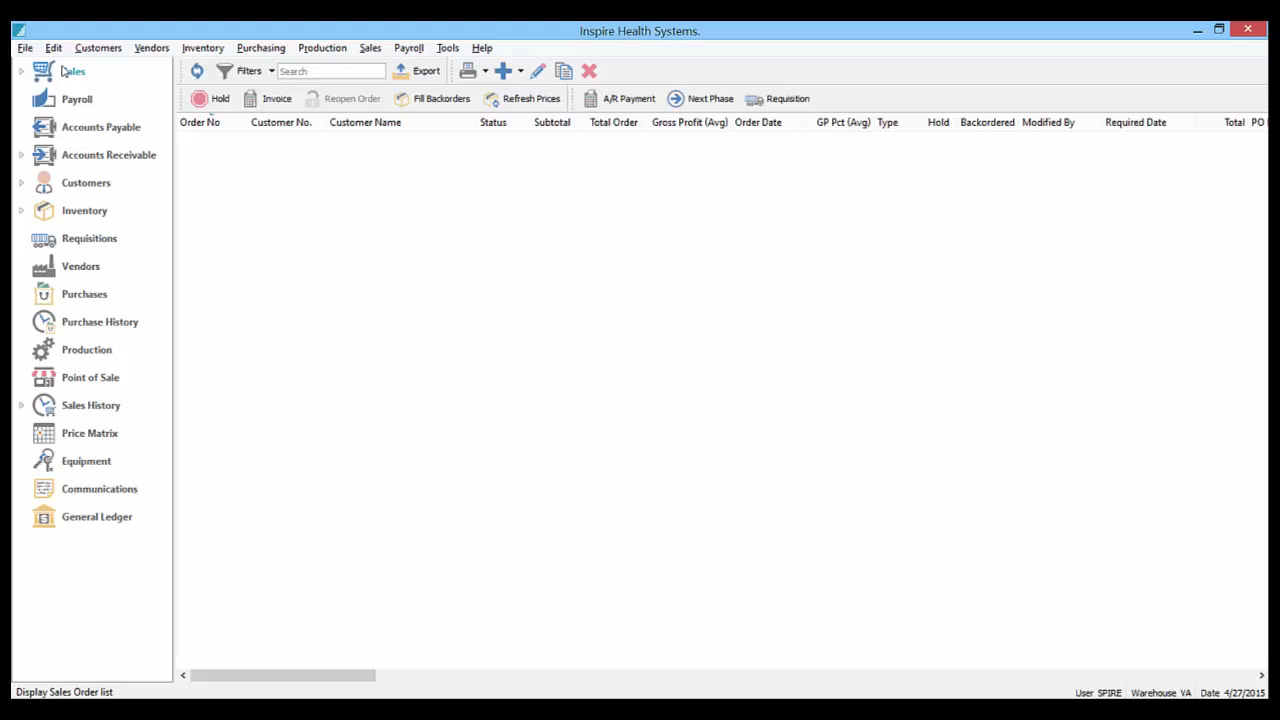 Inspire Health Systems.
File Edit Customers Vendors Inventory Purchasing Production Sales Payroll Tools Help
Sales
Payroll
Accounts Payable
Accounts Receivable
Customers
Inventory
Requisitions
Vendors
Purchases
Purchase History
Production
Point of Sale
Sales History
Price Matrix
Equipment
Communications
General Ledger
Filters Search Export
Hold Invoice Reopen Order Fill Backorders Refresh Prices A/R Payment Next Phase Requisition
Order No Customer No. Customer Name Status Subtotal Total Order Gross Profit (Avg) Order Date GP Pct (Avg) Type Hold Backordered Modified By Required Date Total PO
Display Sales Order list
User SPIRE Warehouse VA Date 4/27/2015